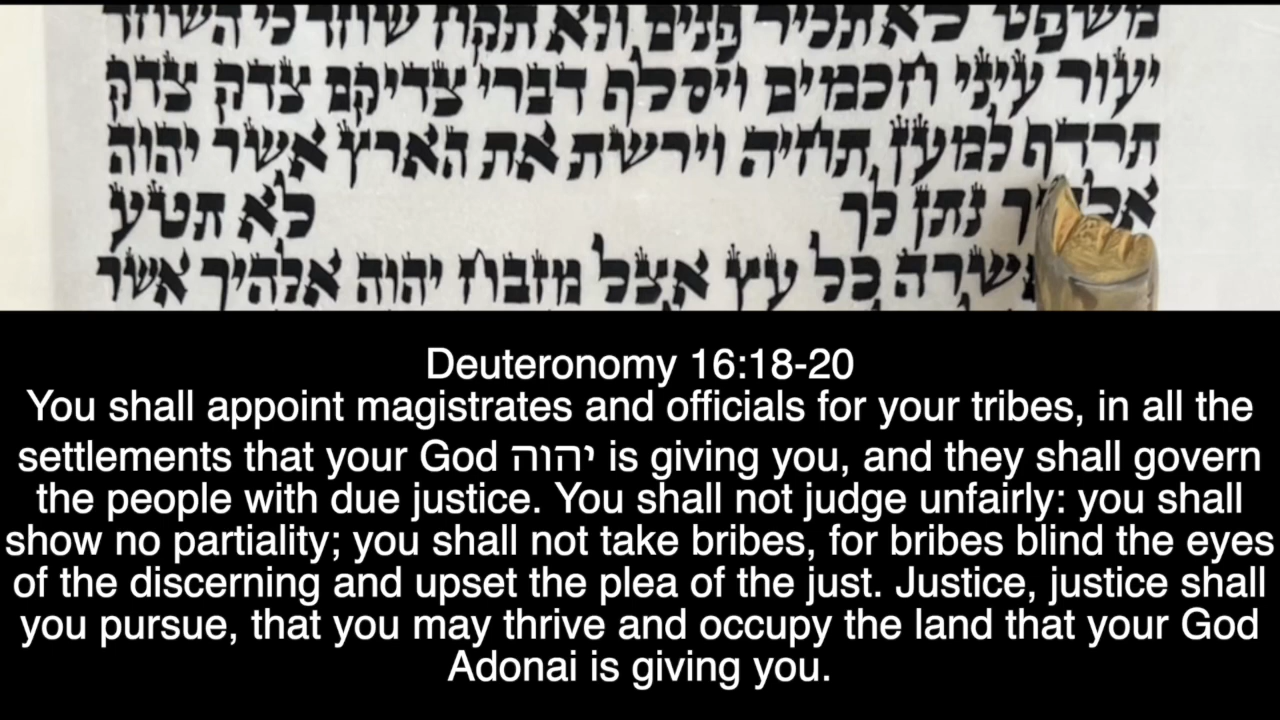 משפט לא תכיר פנים ולא תקח שוחד כי השוחד
יעור עיני חכמים ויסלף דברי צדיקם צדק צדק
תרדף למען תחיה וירשת את הארץ אשר יהוה
נתן לך לא תטע
כל עץ אצל מזבח יהוה אלהיך אשר
Deuteronomy 16:18-20
You shall appoint magistrates and officials for your tribes, in all the
settlements that your God יהוה is giving you, and they shall govern
the people with due justice. You shall not judge unfairly: you shall
show no partiality; you shall not take bribes, for bribes blind the eyes
of the discerning and upset the plea of the just. Justice, justice shall
you pursue, that you may thrive and occupy the land that your God
Adonai is giving you.